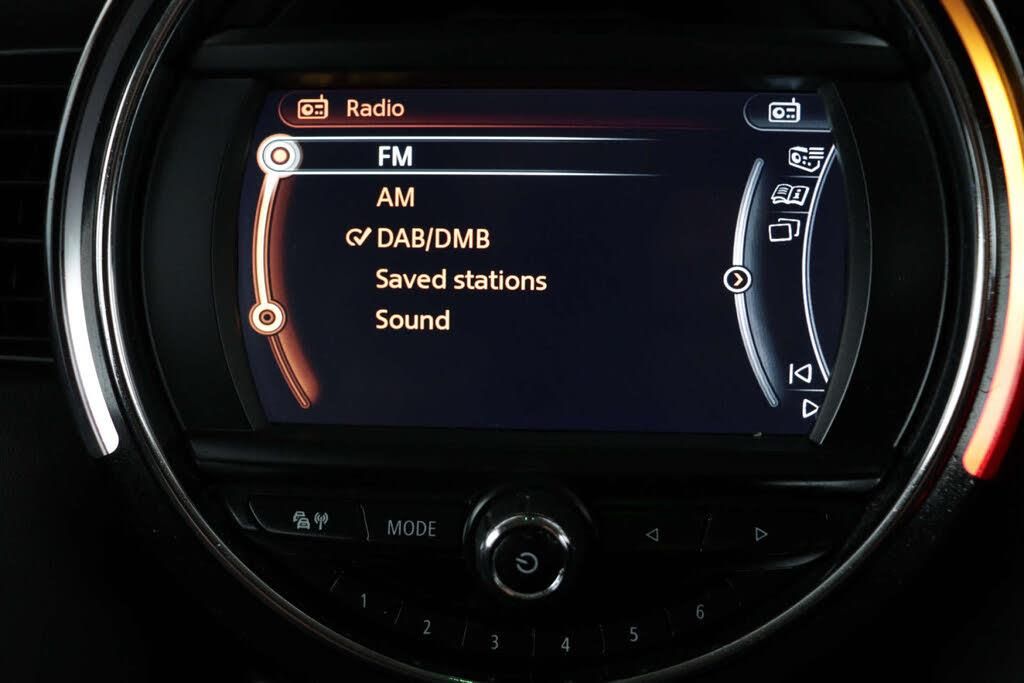 Radio
FM
AM
DAB/DMB
Saved stations
Sound
MODE
1
2
3
4
5
6